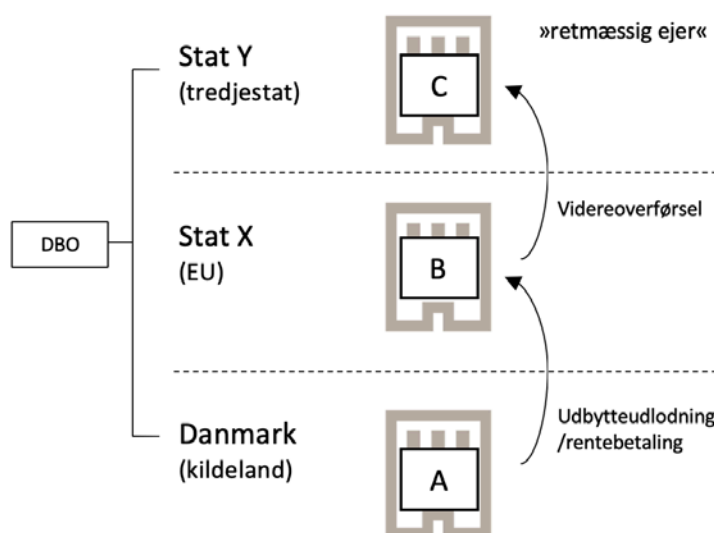 Stat Y
(tredjestat)
C
»retmæssig ejer«
Videreoverførsel
DBO
Stat X
(EU)
B
Udbytteudlodning
/rentebetaling
Danmark
(kildeland)
A